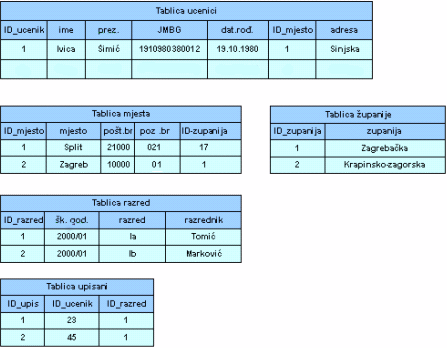 Tablica ucenici
ID_ucenik ime prez. JMBG dat.rođ. ID_mjesto adresa
1 Ivica Šimić 1910980380012 19.10.1980 1 Sinjska
Tablica mjesta
ID_mjesto mjesto pošt.br poz .br ID-zupanija
1 Split 21000 021 17
2 Zagreb 10000 01 1
Tablica županije
ID_zupanija zupanija
1 Zagrebačka
2 Krapinsko-zagorska
Tablica razred
ID_razred šk. god. razred razrednik
1 2000/01 Ia Tomić
2 2000/01 Ib Marković
Tablica upisani
ID_upis ID_ucenik ID_razred
1 23 1
2 45 1